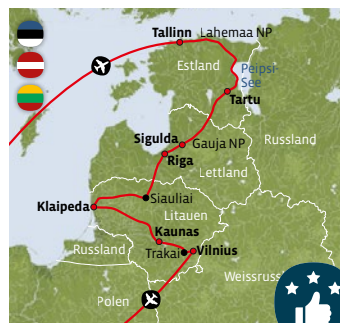 Tallinn
Lahemaa NP
Estland
Peipsi-
See
Tartu
Sigulda
Gauja NP
Russland
Riga
Lettland
Siauliai
Klaipeda
Litauen
Kaunas
Russland
Trakai
Vilnius
Weissruss
Polen